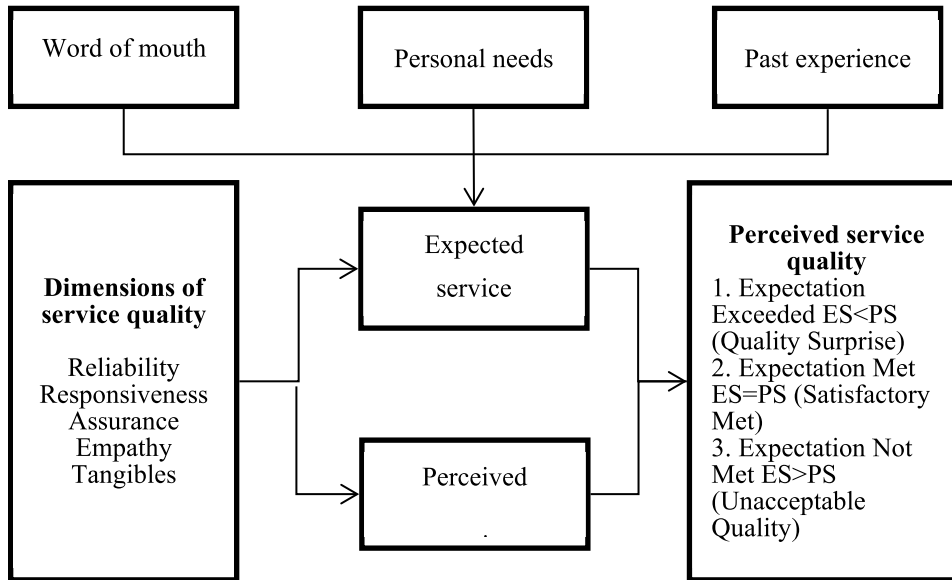 Word of mouth
Personal needs
Past experience
Dimensions of
service quality
Reliability
Responsiveness
Assurance
Empathy
Tangibles
Expected
service
Perceived
Perceived service
quality
1. Expectation
Exceeded ES<PS
(Quality Surprise)
2. Expectation Met
ES=PS (Satisfactory
Met)
3. Expectation Not
Met ES>PS
(Unacceptable
Quality)